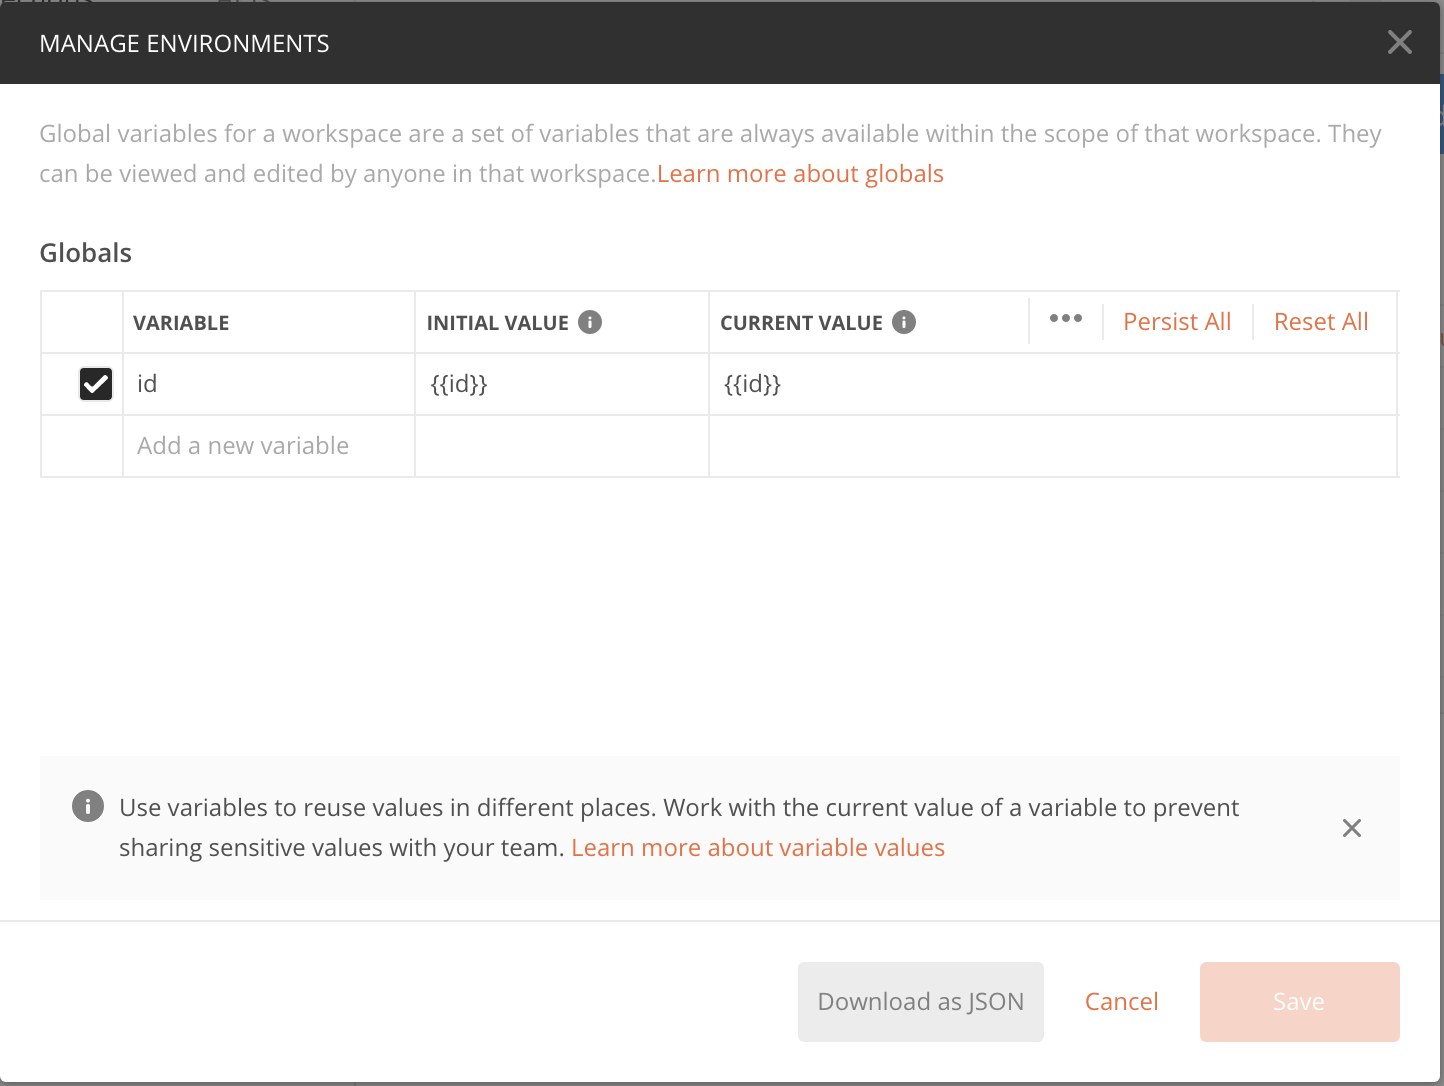 MANAGE ENVIRONMENTS
Global variables for a workspace are a set of variables that are always available within the scope of that workspace. They
can be viewed and edited by anyone in that workspace.Learn more about globals
Globals
VARIABLE INITIAL VALUE CURRENT VALUE Persist All Reset All
id {{id}} {{id}}
Add a new variable
Use variables to reuse values in different places. Work with the current value of a variable to prevent
sharing sensitive values with your team. Learn more about variable values
Download as JSON Cancel Save